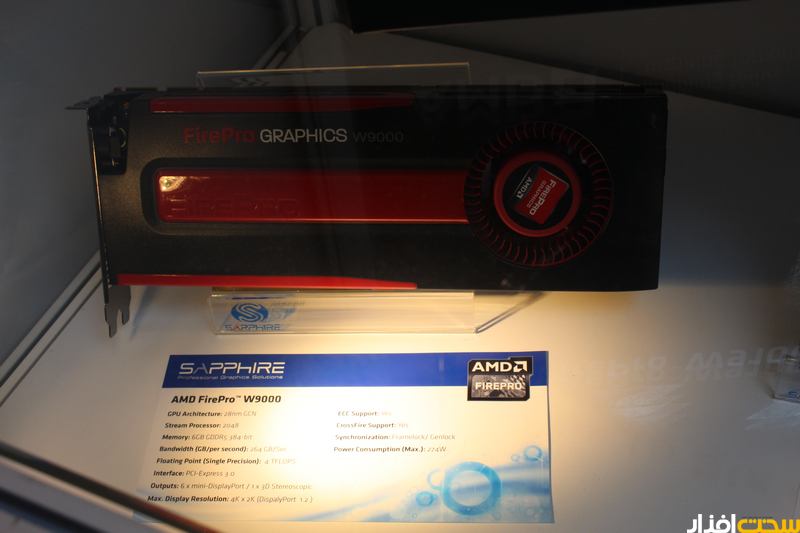 FirePro GRAPHICS W9000
FIREPRO
GRAPHICS
AMD
SAPPHIRE
SAPPHIRE
Professional Graphics Solutions
AMD
FIREPRO
AMD FirePro™ W9000
GPU Architecture: 28nm GCN
Stream Processor: 2048
Memory: 6GB GDDR5 384-bit
Bandwidth (GB/per second): 264 GB/Sec
Floating Point (Single Precision): 4 TFLOPS
Interface: PCI-Express 3.0
Outputs: 6 x mini-DisplayPort / 1 x 3D Stereoscopic
Max. Display Resolution: 4K x 2K (DispalyPort 1.2 )
ECC Support: Yes
CrossFire Support: Yes
Synchronization: Framelock/ Genlock
Power Consumption (Max.): 274W
سخت‌افزار